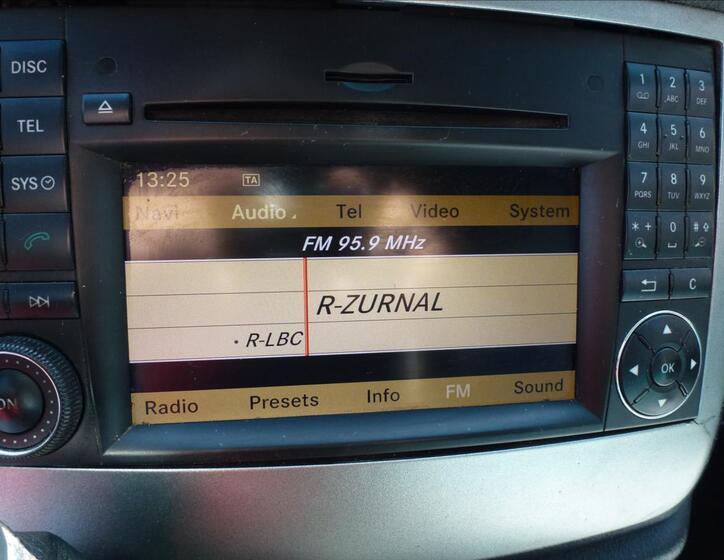 DISC
TEL
SYS
13:25 TA
Navi Audio Tel Video System
FM 95.9 MHz
R-ZURNAL
R-LBC
Radio Presets Info FM Sound
ON
1 2 ABC 3 DEF
4 GHI 5 JKL 6 MNO
7 PQRS 8 TUV 9 WXYZ
* + 0 #
C
OK